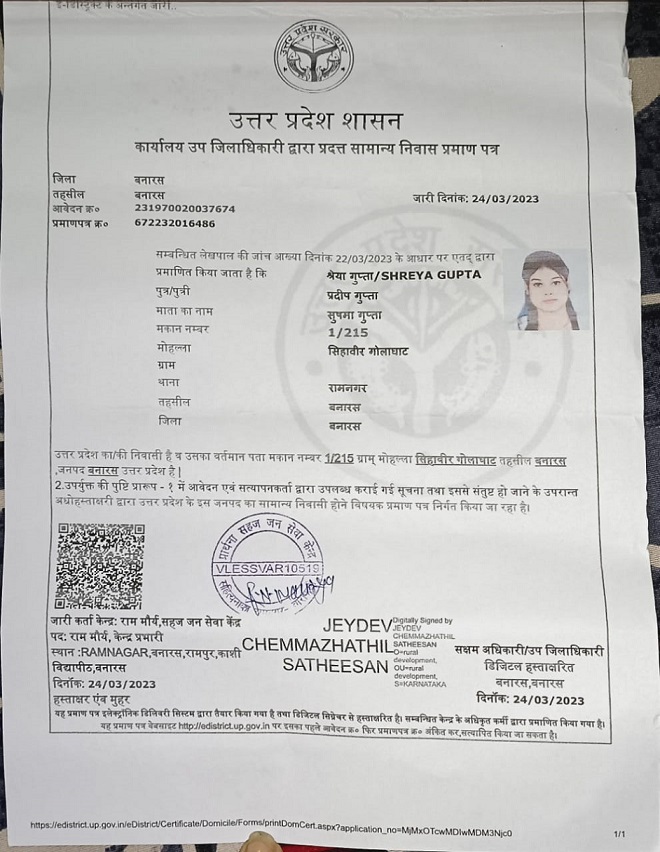 ई-डिस्ट्रिक्ट के अन्तर्गत जारी..
उत्तर प्रदेश सरकार
उत्तर प्रदेश शासन
कार्यालय उप जिलाधिकारी द्वारा प्रदत्त सामान्य निवास प्रमाण पत्र
जिला बनारस
तहसील बनारस
जारी दिनांक: 24/03/2023
आवेदन क्र० 231970020037674
प्रमाणपत्र क्र० 672232016486
सम्बन्धित लेखपाल की जांच आख्या दिनांक 22/03/2023 के आधार पर एतद् द्वारा
प्रमाणित किया जाता है कि श्रेया गुप्ता/SHREYA GUPTA
पुत्र/पुत्री प्रदीप गुप्ता
माता का नाम सुषमा गुप्ता
मकान नम्बर 1/215
मोहल्ला सिहावीर गोलाघाट
ग्राम
थाना रामनगर
तहसील बनारस
जिला बनारस
उत्तर प्रदेश का/की निवासी है व उसका वर्तमान पता मकान नम्बर 1/215 ग्राम् मोहल्ला सिहावीर गोलाघाट तहसील बनारस
,जनपद बनारस उत्तर प्रदेश है|
2.उपर्युक्त की पुष्टि प्रारूप - १ में आवेदन एवं सत्यापनकर्ता द्वारा उपलब्ध कराई गई सूचना तथा इससे संतुष्ट हो जाने के उपरान्त
अधोहस्ताक्षरी द्वारा उत्तर प्रदेश के इस जनपद का सामान्य निवासी होने विषयक प्रमाण पत्र निर्गत किया जा रहा है।
प्रार्थना सहज जन सेवा केंद्र
VLESSVAR10519
जारी कर्ता केन्द्र: राम मौर्य,सहज जन सेवा केंद्र
पद: राम मौर्य, केन्द्र प्रभारी
स्थान :RAMNAGAR,बनारस,रामपुर,काशी
विद्यापीठ,बनारस
दिनाँक: 24/03/2023
हस्ताक्षर एंव मुहर
JEYDEV
CHEMMAZHATHIL
SATHEESAN
Digitally Signed by
JEYDEV
CHEMMAZHATHIL
SATHEESAN
O=rural
development,
OU=rural
development,
S=KARNATAKA
सक्षम अधिकारी/उप जिलाधिकारी
डिजिटल हस्ताक्षरित
बनारस,बनारस
दिनाँक: 24/03/2023
यह प्रमाण पत्र इलेक्ट्रॉनिक डिलिवरी सिस्टम द्वारा तैयार किया गया है तथा डिजिटल सिग्नेचर से हस्ताक्षरित है। सम्बन्धित केन्द्र के अधिकृत कर्मी द्वारा प्रमाणित किया गया है।
यह प्रमाण पत्र वेबसाइट http://edistrict.up.gov.in पर इसका पहले आवेदन क्र० फिर प्रमाणपत्र क्र० अंकित कर,सत्यापित किया जा सकता है।
https://edistrict.up.gov.in/eDistrict/Certificate/Domicile/Forms/printDomCert.aspx?application_no=MjMxOTcwMDIwMDM3Njc0
1/1